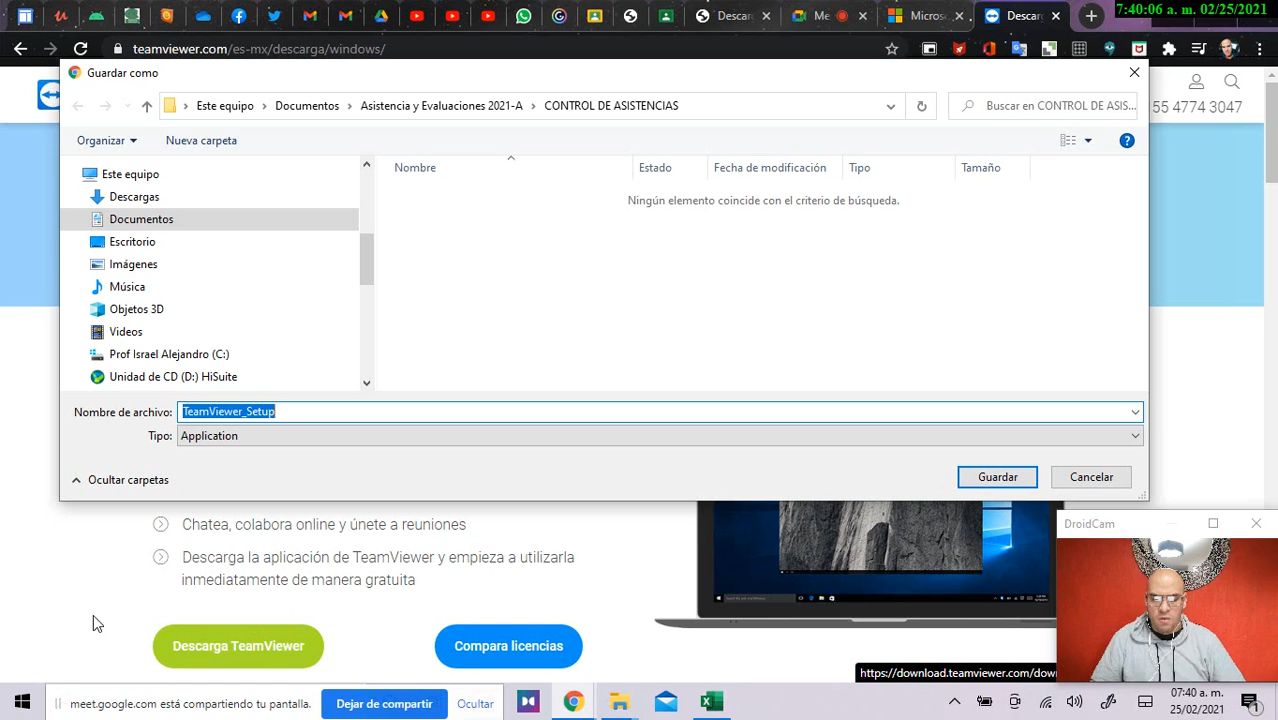 7:40:06 a. m. 02/25/2021
Descarg
Me
Micros
Descarg
teamviewer.com/es-mx/descarga/windows/
Guardar como
Este equipo > Documentos > Asistencia y Evaluaciones 2021-A > CONTROL DE ASISTENCIAS
Buscar en CONTROL DE ASIS...
55 4774 3047
Organizar
Nueva carpeta
Nombre
Estado
Fecha de modificación
Tipo
Tamaño
Este equipo
Descargas
Documentos
Escritorio
Imágenes
Música
Objetos 3D
Videos
Prof Israel Alejandro (C:)
Unidad de CD (D:) HiSuite
Ningún elemento coincide con el criterio de búsqueda.
Nombre de archivo: TeamViewer_Setup
Tipo: Application
Ocultar carpetas
Guardar
Cancelar
Chatea, colabora online y únete a reuniones
Descarga la aplicación de TeamViewer y empieza a utilizarla
inmediatamente de manera gratuita
DroidCam
Descarga TeamViewer
Compara licencias
https://download.teamviewer.com/dow
meet.google.com está compartiendo tu pantalla.
Dejar de compartir
Ocultar
07:40 a. m.
25/02/2021
1